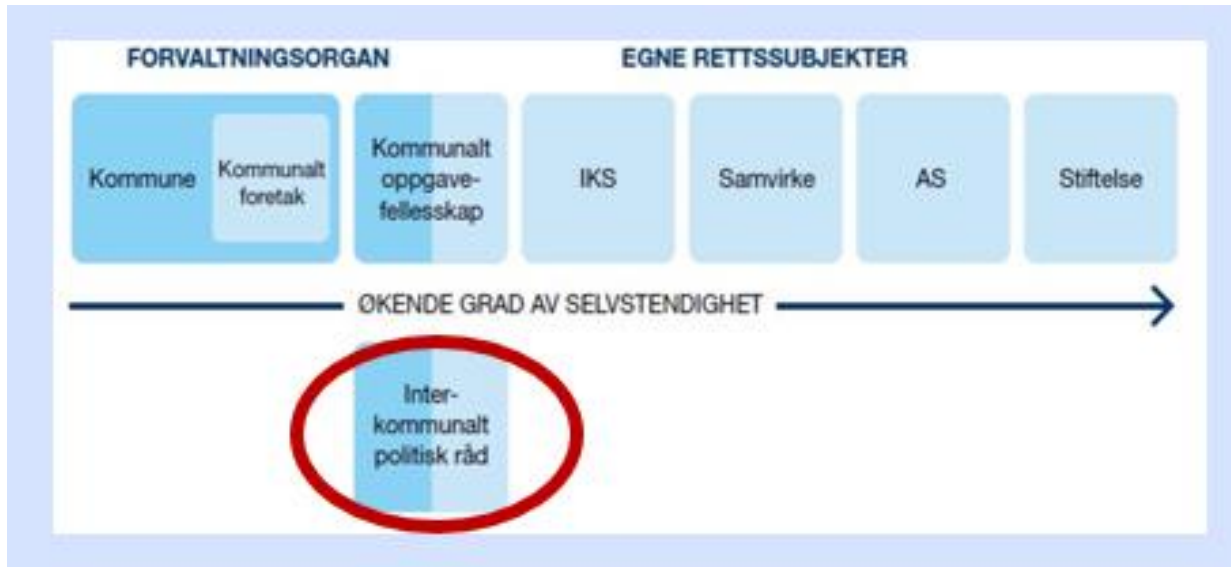 FORVALTNINGSORGAN
EGNE RETTSSUBJEKTER
Kommune
Kommunalt
foretak
Kommunalt
oppgave-
fellesskap
IKS
Samvirke
AS
Stiftelse
ØKENDE GRAD AV SELVSTENDIGHET
Inter-
kommunalt
politisk råd